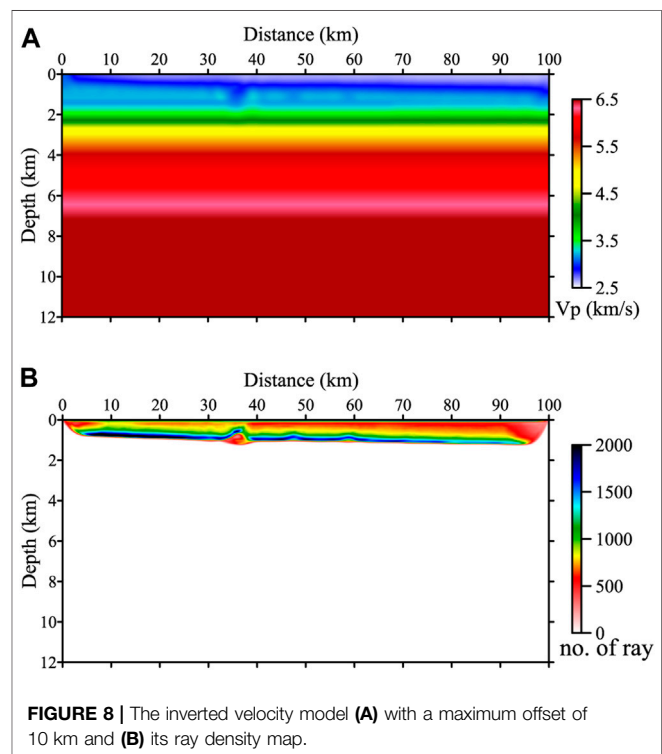 A
Distance (km)
0 10 20 30 40 50 60 70 80 90 100
0
2
4
6
8
10
12
Depth (km)
6.5
5.5
4.5
3.5
2.5
Vp (km/s)
B
Distance (km)
0 10 20 30 40 50 60 70 80 90 100
0
2
4
6
8
10
12
Depth (km)
2000
1500
1000
500
0
no. of ray
FIGURE 8 | The inverted velocity model (A) with a maximum offset of
10 km and (B) its ray density map.